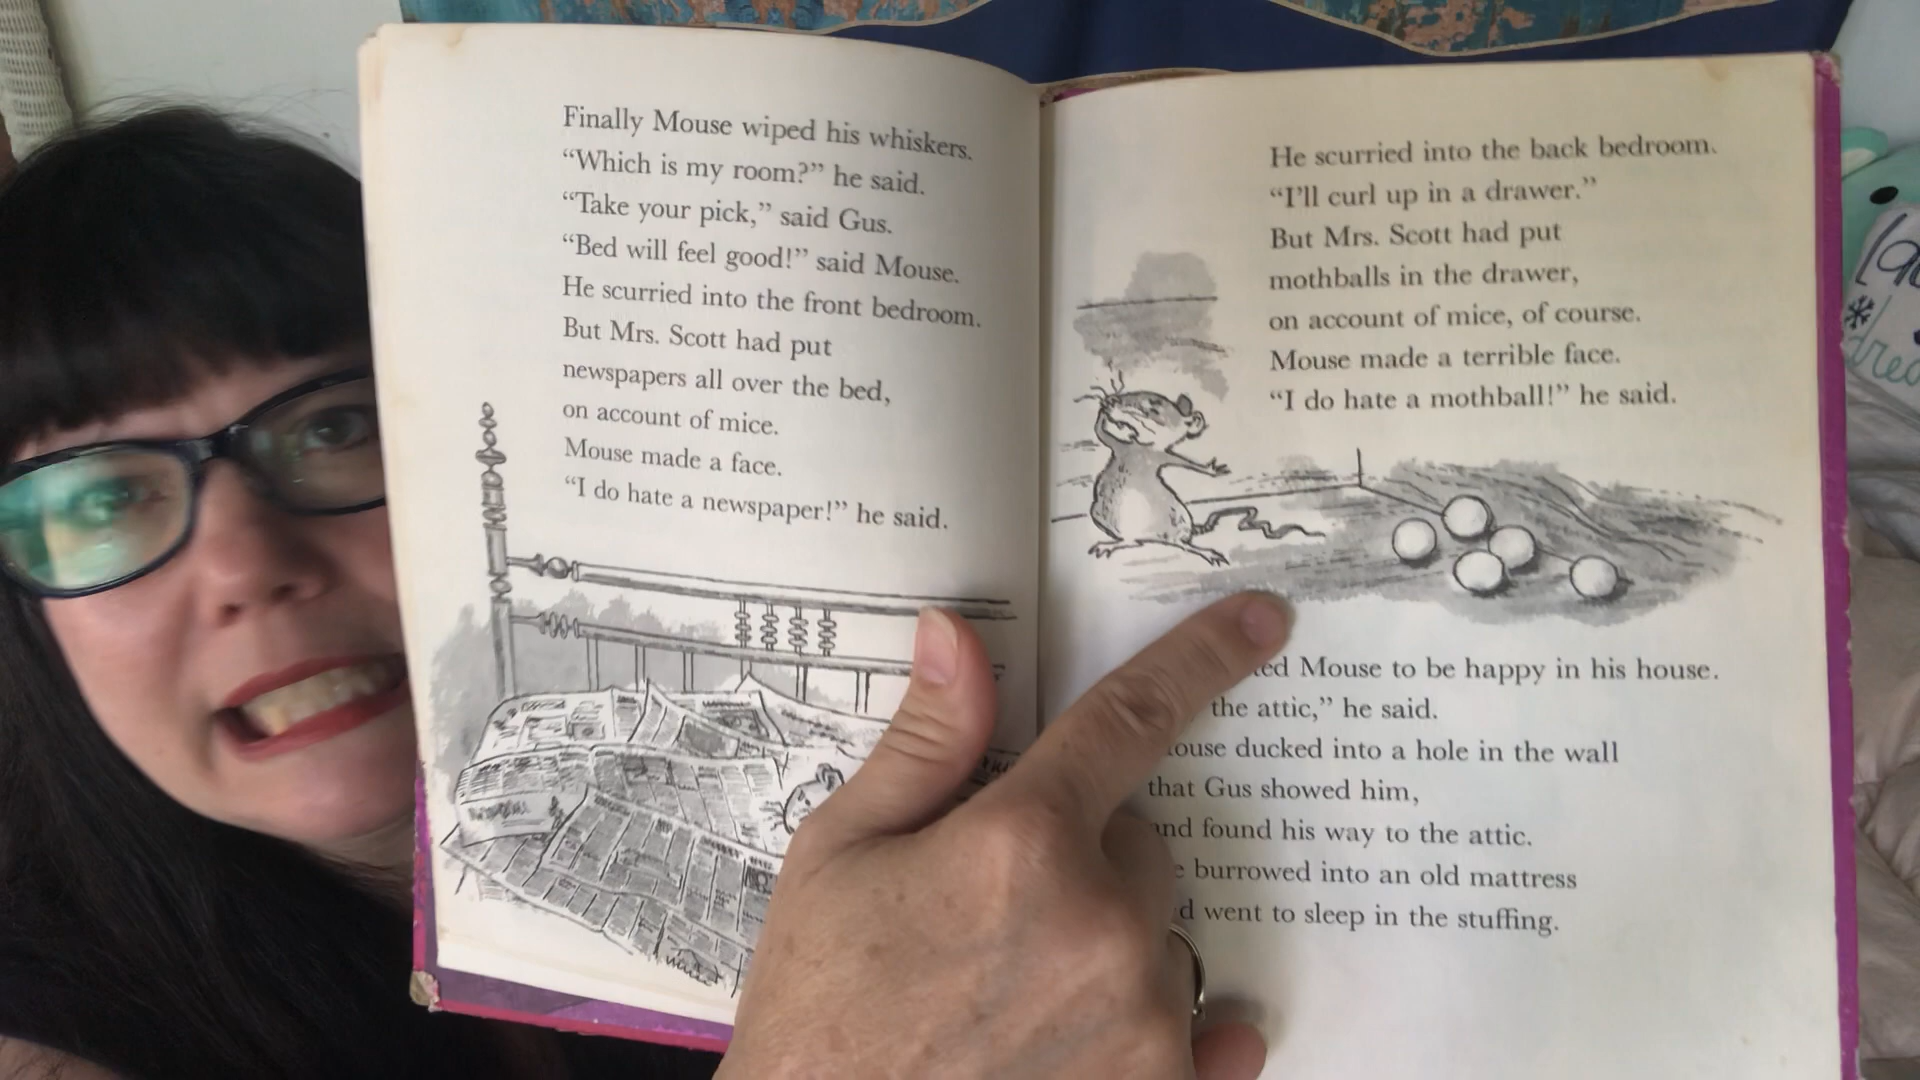 Finally Mouse wiped his whiskers.
“Which is my room?” he said.
“Take your pick,” said Gus.
“Bed will feel good!” said Mouse.
He scurried into the front bedroom.
But Mrs. Scott had put
newspapers all over the bed,
on account of mice.
Mouse made a face.
“I do hate a newspaper!” he said.
He scurried into the back bedroom.
“I’ll curl up in a drawer.”
But Mrs. Scott had put
mothballs in the drawer,
on account of mice, of course.
Mouse made a terrible face.
“I do hate a mothball!” he said.
Mouse to be happy in his house.
the attic,” he said.
ducked into a hole in the wall
that Gus showed him,
and found his way to the attic.
burrowed into an old mattress
went to sleep in the stuffing.